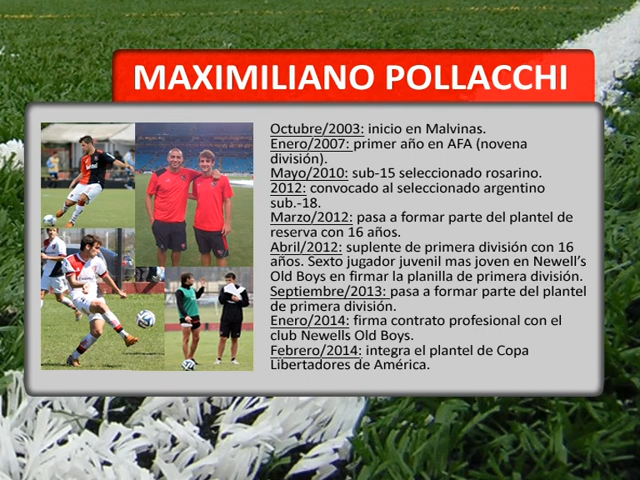 MAXIMILIANO POLLACCHI
Octubre/2003: inicio en Malvinas.
Enero/2007: primer año en AFA (novena
división).
Mayo/2010: sub-15 seleccionado rosarino.
2012: convocado al seleccionado argentino
sub.-18.
Marzo/2012: pasa a formar parte del plantel de
reserva con 16 años.
Abril/2012: suplente de primera división con 16
años. Sexto jugador juvenil mas joven en Newell's
Old Boys en firmar la planilla de primera división.
Septiembre/2013: pasa a formar parte del plantel
de primera división.
Enero/2014: firma contrato profesional con el
club Newells Old Boys.
Febrero/2014: integra el plantel de Copa
Libertadores de América.